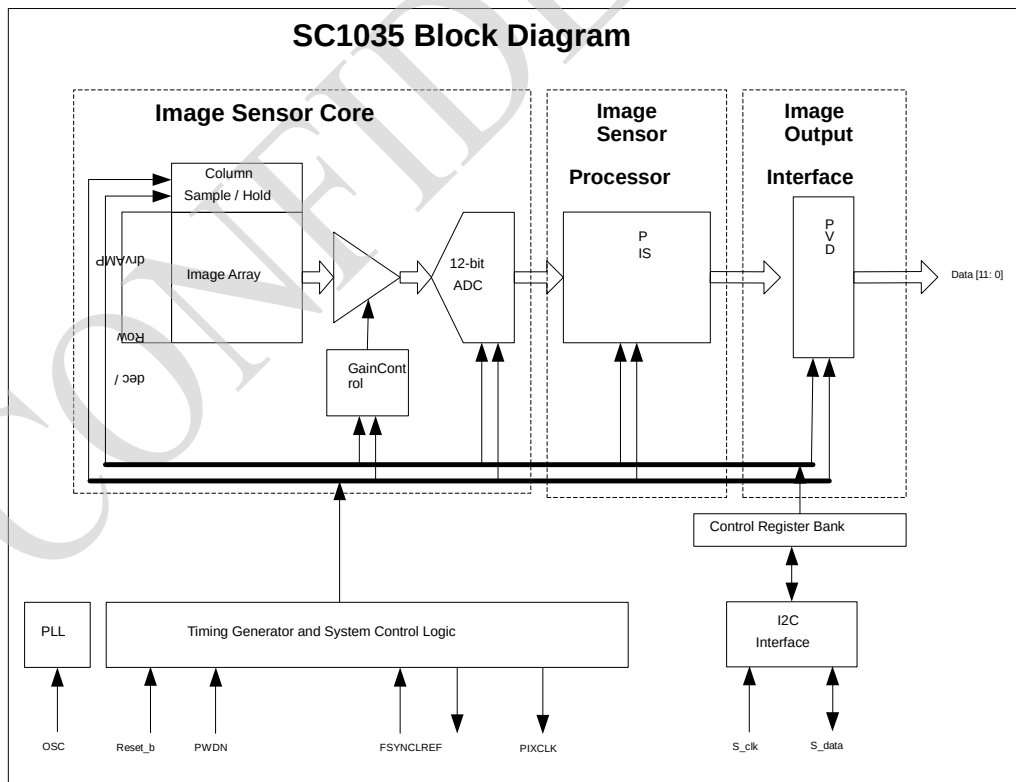 SC1035 Block Diagram
Image Sensor Core
Image
Sensor
Processor
Image
Output
Interface
Column
Sample / Hold
drvAMP
Row
dec /
Image Array
12-bit
ADC
GainCont
rol
P
IS
P
V
D
Data [11: 0]
Control Register Bank
PLL
Timing Generator and System Control Logic
I2C
Interface
OSC
Reset_b
PWDN
FSYNCLREF
PIXCLK
S_clk
S_data
CONFIDE